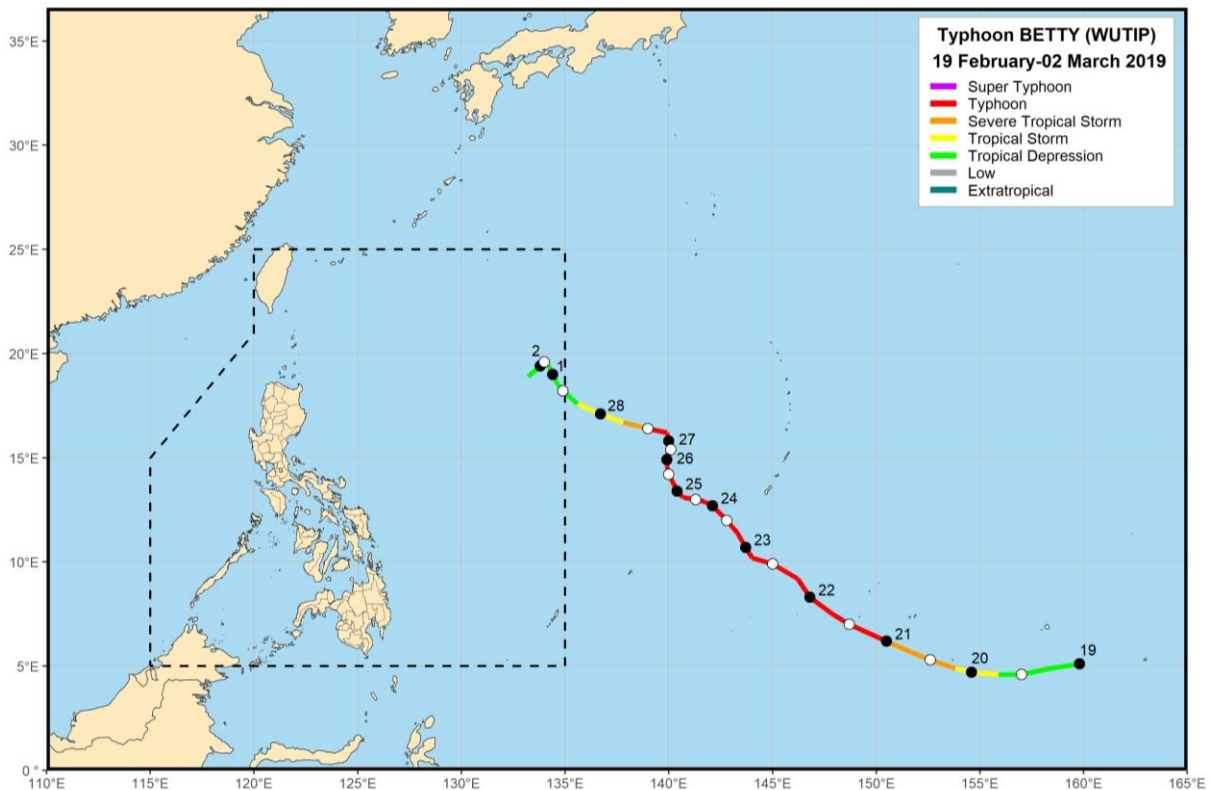 Typhoon BETTY (WUTIP)
19 February-02 March 2019
Super Typhoon
Typhoon
Severe Tropical Storm
Tropical Storm
Tropical Depression
Low
Extratropical
35°E
30°E
25°E
20°E
15°E
10°E
5°E
0°
2
1
28
27
26
25
24
23
22
21
20
19
110°E 115°E 120°E 125°E 130°E 135°E 140°E 145°E 150°E 155°E 160°E 165°E